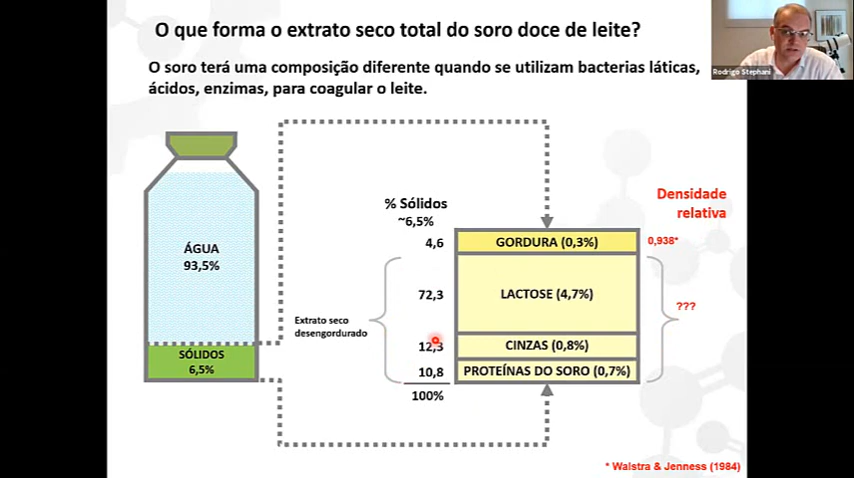 O que forma o extrato seco total do soro doce de leite?
O soro terá uma composição diferente quando se utilizam bacterias láticas,
ácidos, enzimas, para coagular o leite.
Rodrigo Stephani
ÁGUA
93,5%
SÓLIDOS
6,5%
% Sólidos
~6,5%
4,6
72,3
12,3
10,8
100%
Extrato seco
desengordurado
GORDURA (0,3%)
LACTOSE (4,7%)
CINZAS (0,8%)
PROTEÍNAS DO SORO (0,7%)
Densidade
relativa
0,938*
???
* Walstra & Jenness (1984)